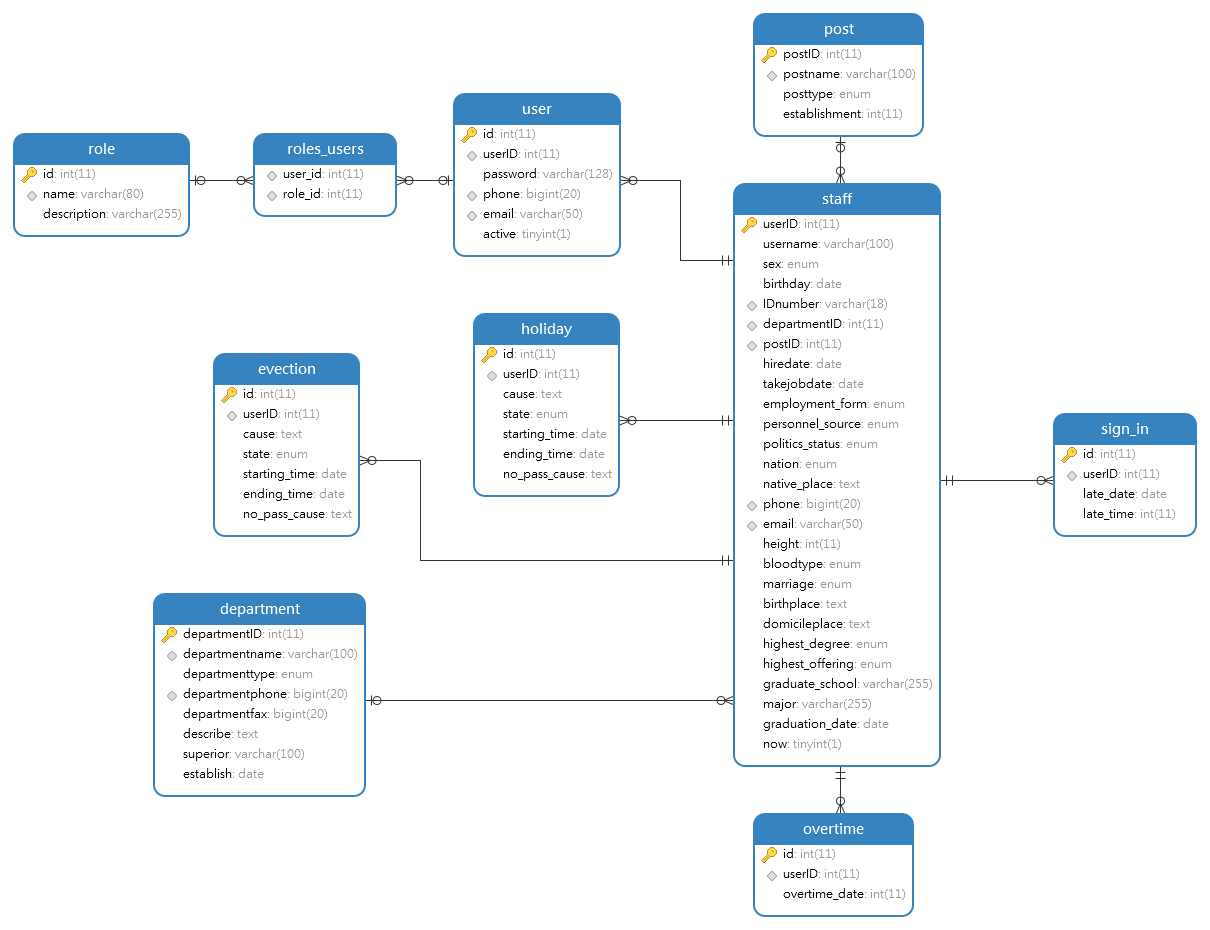 post
postID: int(11)
postname: varchar(100)
posttype: enum
establishment: int(11)
user
id: int(11)
userID: int(11)
password: varchar(128)
phone: bigint(20)
email: varchar(50)
active: tinyint(1)
role
id: int(11)
name: varchar(80)
description: varchar(255)
roles_users
user_id: int(11)
role_id: int(11)
staff
userID: int(11)
username: varchar(100)
sex: enum
birthday: date
IDnumber: varchar(18)
departmentID: int(11)
postID: int(11)
hiredate: date
takejobdate: date
employment_form: enum
personnel_source: enum
politics_status: enum
nation: enum
native_place: text
phone: bigint(20)
email: varchar(50)
height: int(11)
bloodtype: enum
marriage: enum
birthplace: text
domicileplace: text
highest_degree: enum
highest_offering: enum
graduate_school: varchar(255)
major: varchar(255)
graduation_date: date
now: tinyint(1)
holiday
id: int(11)
userID: int(11)
cause: text
state: enum
starting_time: date
ending_time: date
no_pass_cause: text
evection
id: int(11)
userID: int(11)
cause: text
state: enum
starting_time: date
ending_time: date
no_pass_cause: text
sign_in
id: int(11)
userID: int(11)
late_date: date
late_time: int(11)
department
departmentID: int(11)
departmentname: varchar(100)
departmenttype: enum
departmentphone: bigint(20)
departmentfax: bigint(20)
describe: text
superior: varchar(100)
establish: date
overtime
id: int(11)
userID: int(11)
overtime_date: int(11)